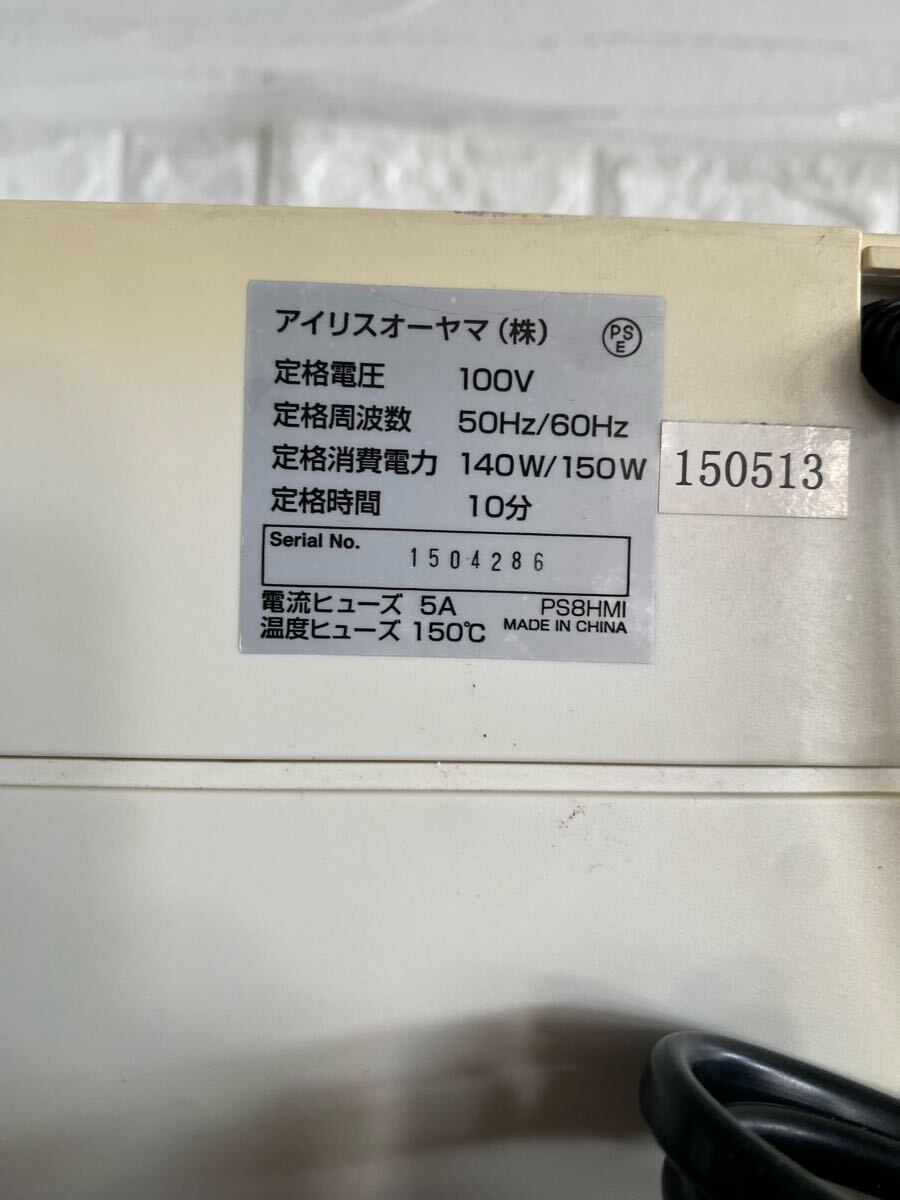 アイリスオーヤマ（株） PSE
定格電圧 100V
定格周波数 50Hz/60Hz
定格消費電力 140W/150W
150513
定格時間 10分
Serial No. 1504286
電流ヒューズ 5A PS8HMI
温度ヒューズ 150℃ MADE IN CHINA